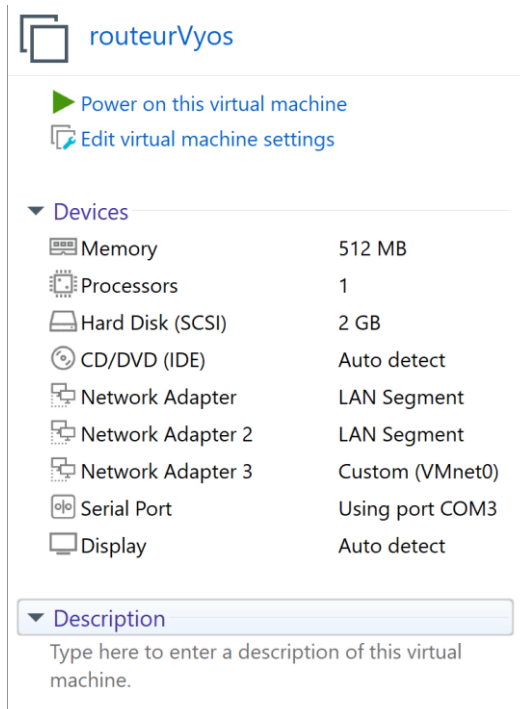 routeurVyos
Power on this virtual machine
Edit virtual machine settings
Devices
Memory 512 MB
Processors 1
Hard Disk (SCSI) 2 GB
CD/DVD (IDE) Auto detect
Network Adapter LAN Segment
Network Adapter 2 LAN Segment
Network Adapter 3 Custom (VMnet0)
Serial Port Using port COM3
Display Auto detect
Description
Type here to enter a description of this virtual
machine.